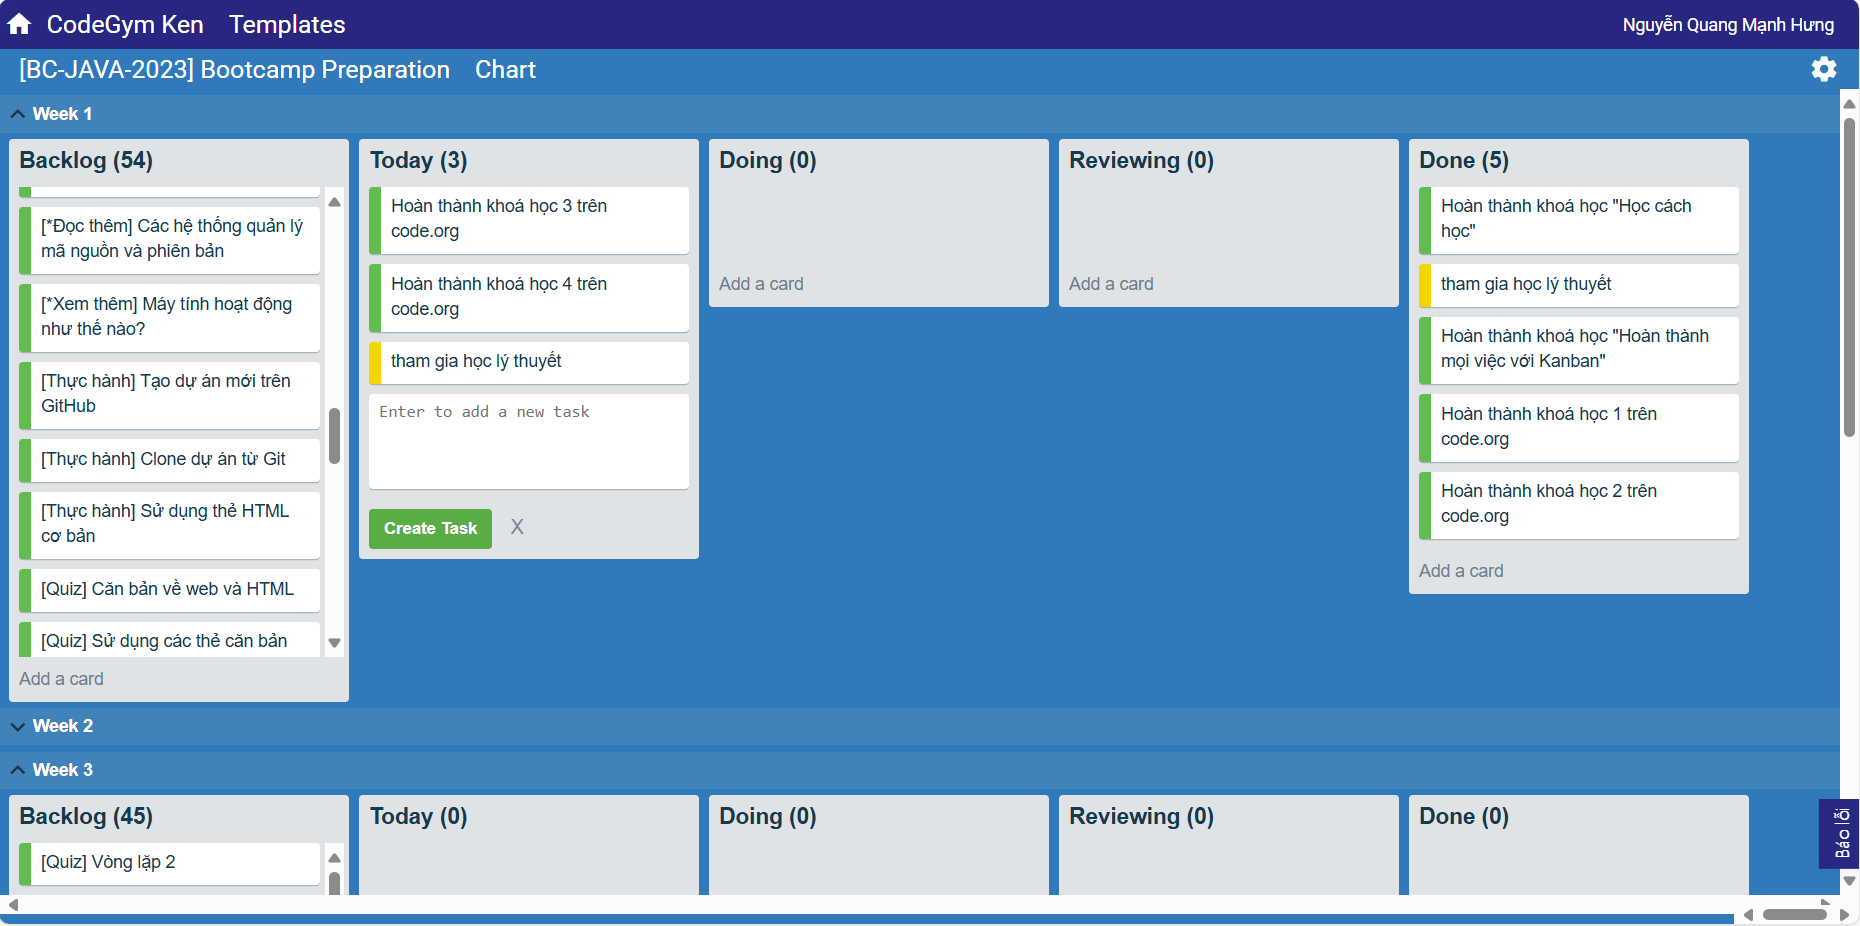 CodeGym Ken Templates
Nguyễn Quang Mạnh Hưng
[BC-JAVA-2023] Bootcamp Preparation Chart
Week 1
Backlog (54)
[*Đọc thêm] Các hệ thống quản lý
mã nguồn và phiên bản
[*Xem thêm] Máy tính hoạt động
như thế nào?
[Thực hành] Tạo dự án mới trên
GitHub
[Thực hành] Clone dự án từ Git
[Thực hành] Sử dụng thẻ HTML
cơ bản
[Quiz] Căn bản về web và HTML
[Quiz] Sử dụng các thẻ căn bản
Add a card
Today (3)
Hoàn thành khoá học 3 trên
code.org
Hoàn thành khoá học 4 trên
code.org
tham gia học lý thuyết
Enter to add a new task
Create Task X
Doing (0)
Add a card
Reviewing (0)
Add a card
Done (5)
Hoàn thành khoá học "Học cách
học"
tham gia học lý thuyết
Hoàn thành khoá học "Hoàn thành
mọi việc với Kanban"
Hoàn thành khoá học 1 trên
code.org
Hoàn thành khoá học 2 trên
code.org
Add a card
Week 2
Week 3
Backlog (45)
[Quiz] Vòng lặp 2
Today (0)
Doing (0)
Reviewing (0)
Done (0)
Báo lỗi